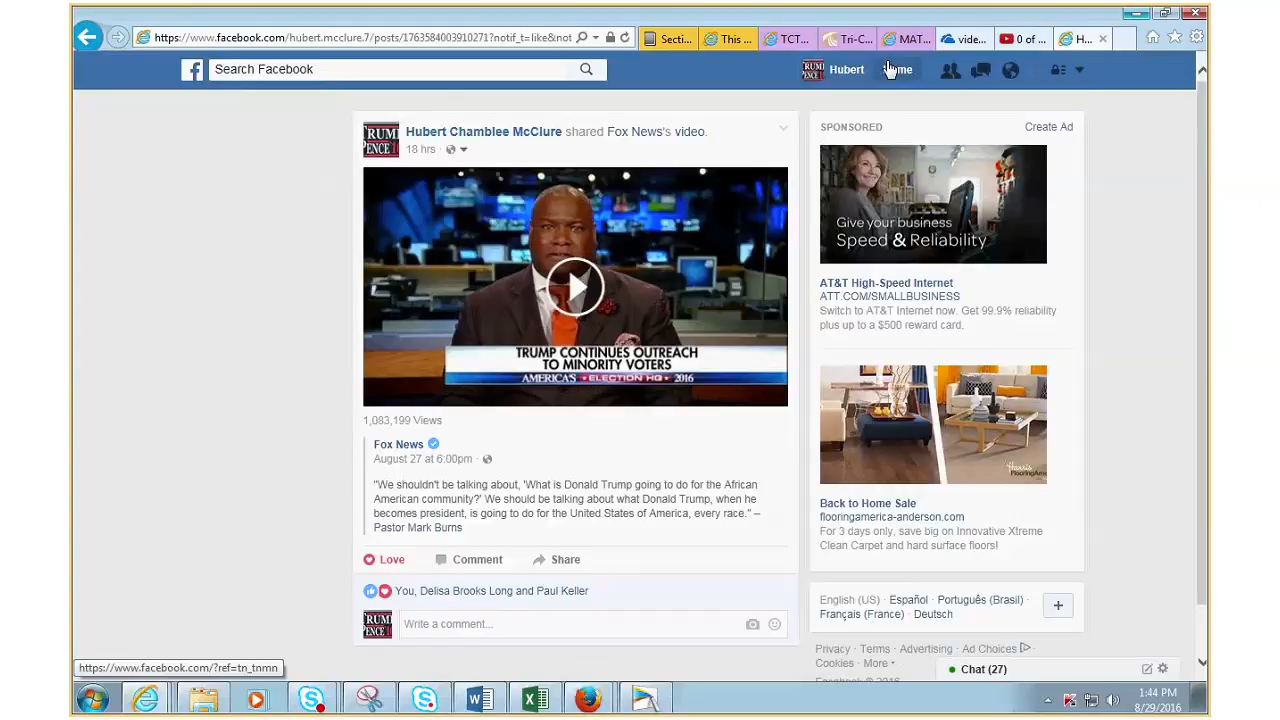 https://www.facebook.com/hubert.mcclure.7/posts/1763584003910271?notif_t=like&not
Secti...
This ...
TCT...
Tri-C...
MAT...
vide...
0 of ...
H...
f
Search Facebook
Hubert
me
TRUMP PENCE
Hubert Chamblee McClure shared Fox News's video.
18 hrs ·
TRUMP CONTINUES OUTREACH
TO MINORITY VOTERS
AMERICA'S ELECTION HQ 2016
1,083,199 Views
Fox News
August 27 at 6:00pm ·
"We shouldn't be talking about, 'What is Donald Trump going to do for the African
American community?' We should be talking about what Donald Trump, when he
becomes president, is going to do for the United States of America, every race." –
Pastor Mark Burns
Love Comment Share
You, Delisa Brooks Long and Paul Keller
Write a comment...
SPONSORED
Create Ad
Give your business
Speed & Reliability
AT&T High-Speed Internet
ATT.COM/SMALLBUSINESS
Switch to AT&T Internet now. Get 99.9% reliability
plus up to a $500 reward card.
Back to Home Sale
flooringamerica-anderson.com
For 3 days only, save big on Innovative Xtreme
Clean Carpet and hard surface floors!
English (US) · Español · Português (Brasil) ·
Français (France) · Deutsch
Privacy · Terms · Advertising · Ad Choices ·
Cookies · More
Chat (27)
https://www.facebook.com/?ref=tn_tnmn
1:44 PM
8/29/2016